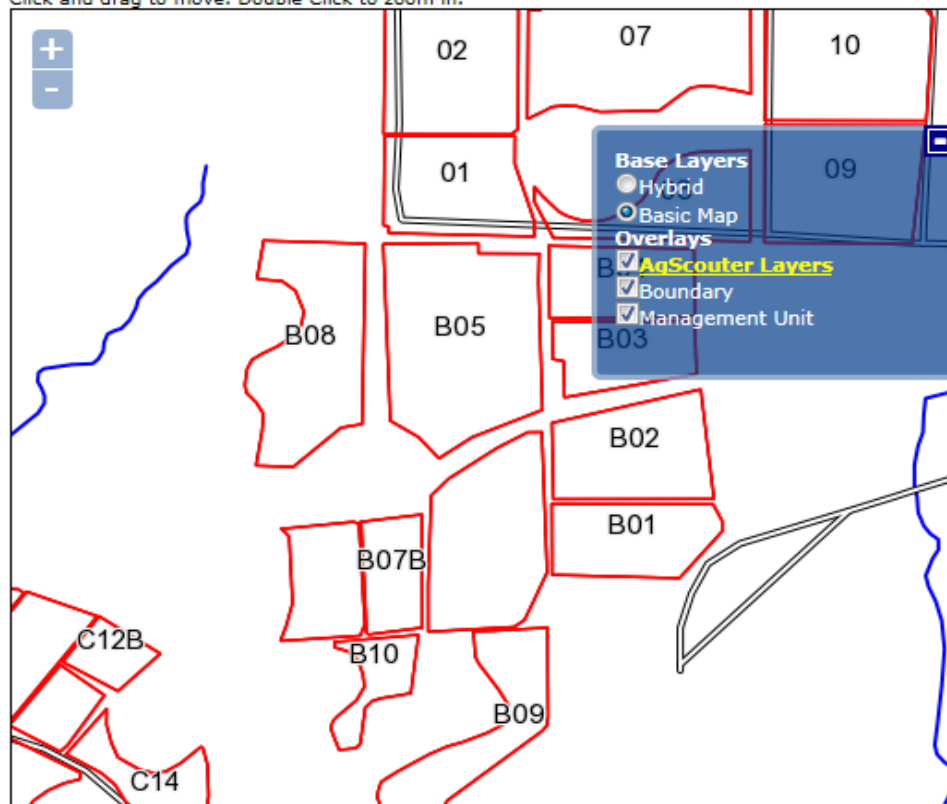 Click and drag to move. Double Click to zoom in.
+
-
02
07
10
01
09
Base Layers
Hybrid
Basic Map
Overlays
AgScouter Layers
Boundary
Management Unit
B08
B05
B03
B02
B01
B07B
C12B
B10
B09
C14